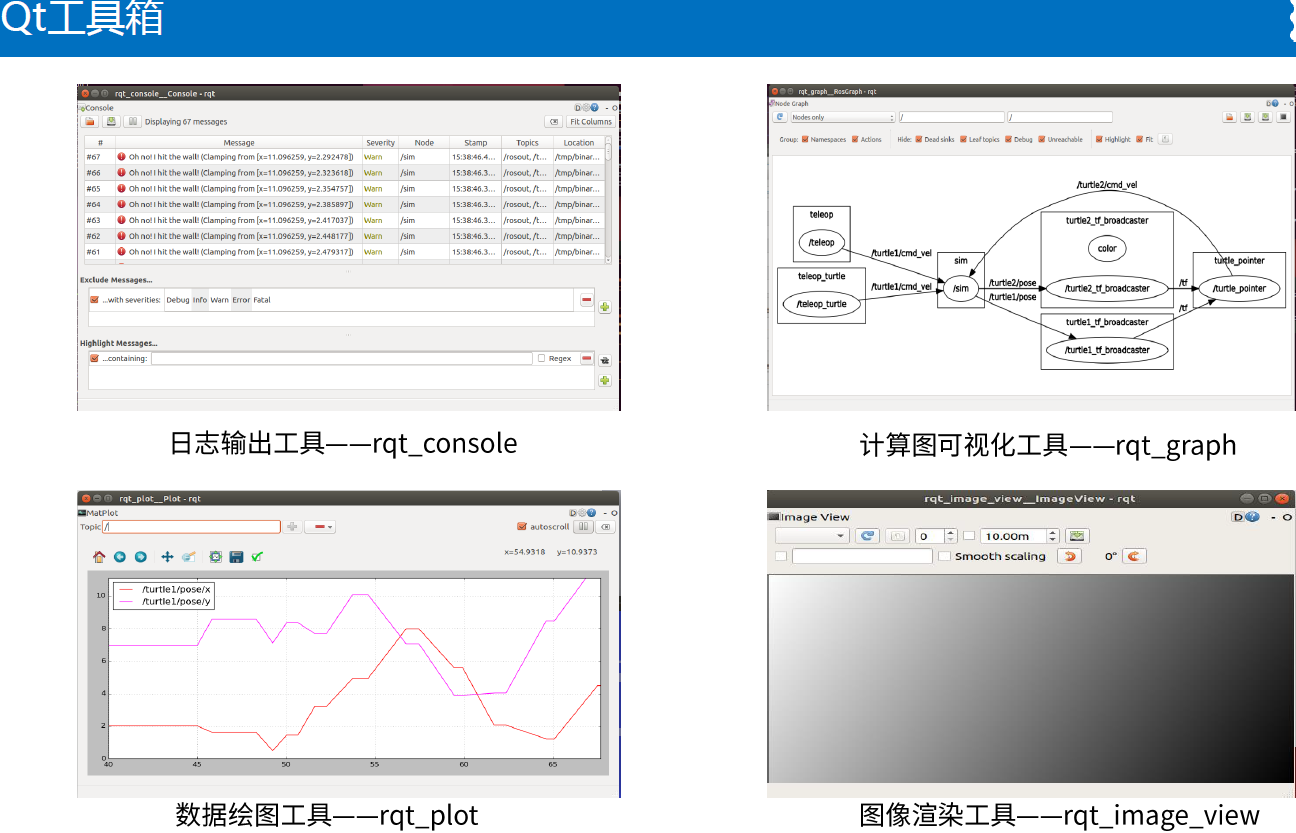 Qt工具箱
rqt_console__Console - rqt
Console
Displaying 67 messages
Fit Columns
# Message Severity Node Stamp Topics Location
#67 Oh no! I hit the wall! (Clamping from [x=11.096259, y=2.292478]) Warn /sim 15:38:46.4... /rosout, /t... /tmp/binar...
#66 Oh no! I hit the wall! (Clamping from [x=11.096259, y=2.323618]) Warn /sim 15:38:46.3... /rosout, /t... /tmp/binar...
#65 Oh no! I hit the wall! (Clamping from [x=11.096259, y=2.354757]) Warn /sim 15:38:46.3... /rosout, /t... /tmp/binar...
#64 Oh no! I hit the wall! (Clamping from [x=11.096259, y=2.385897]) Warn /sim 15:38:46.3... /rosout, /t... /tmp/binar...
#63 Oh no! I hit the wall! (Clamping from [x=11.096259, y=2.417037]) Warn /sim 15:38:46.3... /rosout, /t... /tmp/binar...
#62 Oh no! I hit the wall! (Clamping from [x=11.096259, y=2.448177]) Warn /sim 15:38:46.3... /rosout, /t... /tmp/binar...
#61 Oh no! I hit the wall! (Clamping from [x=11.096259, y=2.479317]) Warn /sim 15:38:46.3... /rosout, /t... /tmp/binar...
Exclude Messages...
...with severities: Debug Info Warn Error Fatal
Highlight Messages...
...containing: Regex
日志输出工具——rqt_console
rqt_graph__RosGraph - rqt
Node Graph
Nodes only / /
Group: Namespaces Actions Hide: Dead sinks Leaf topics Debug Unreachable Highlight Fit
/turtle2/cmd_vel
teleop
/teleop
/turtle1/cmd_vel
teleop_turtle
/teleop_turtle
/turtle1/cmd_vel
sim
/sim
/turtle2/pose
/turtle1/pose
turtle2_tf_broadcaster
color
/turtle2_tf_broadcaster
/tf
turtle_pointer
/turtle_pointer
/tf
turtle1_tf_broadcaster
/turtle1_tf_broadcaster
计算图可视化工具——rqt_graph
rqt_plot__Plot - rqt
MatPlot
Topic /
autoscroll
x=54.9318 y=10.9373
/turtle1/pose/x
/turtle1/pose/y
10
8
6
4
2
0
40 45 50 55 60 65
数据绘图工具——rqt_plot
rqt_image_view__ImageView - rqt
Image View
0 10.00m
Smooth scaling 0°
图像渲染工具——rqt_image_view